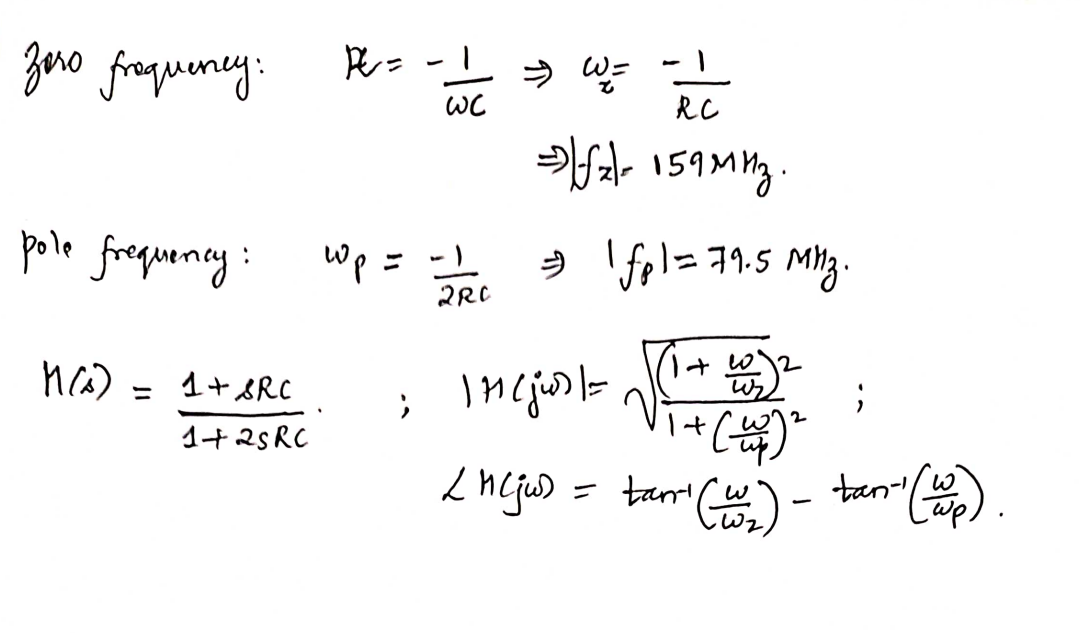 Zero frequency: R = -1/ωC ⇒ ω_z = -1/RC
⇒ |f_z| = 159 MHz.
pole frequency: ω_p = -1/2RC ⇒ |f_p| = 79.5 MHz.
H(s) = (1 + sRC)/(1 + 2sRC) . ; |H(jω)| = √((1 + ω/ω_z)²/(1 + (ω/ω_p)²)) ;
∠H(jω) = tan⁻¹(ω/ω_z) - tan⁻¹(ω/ω_p).